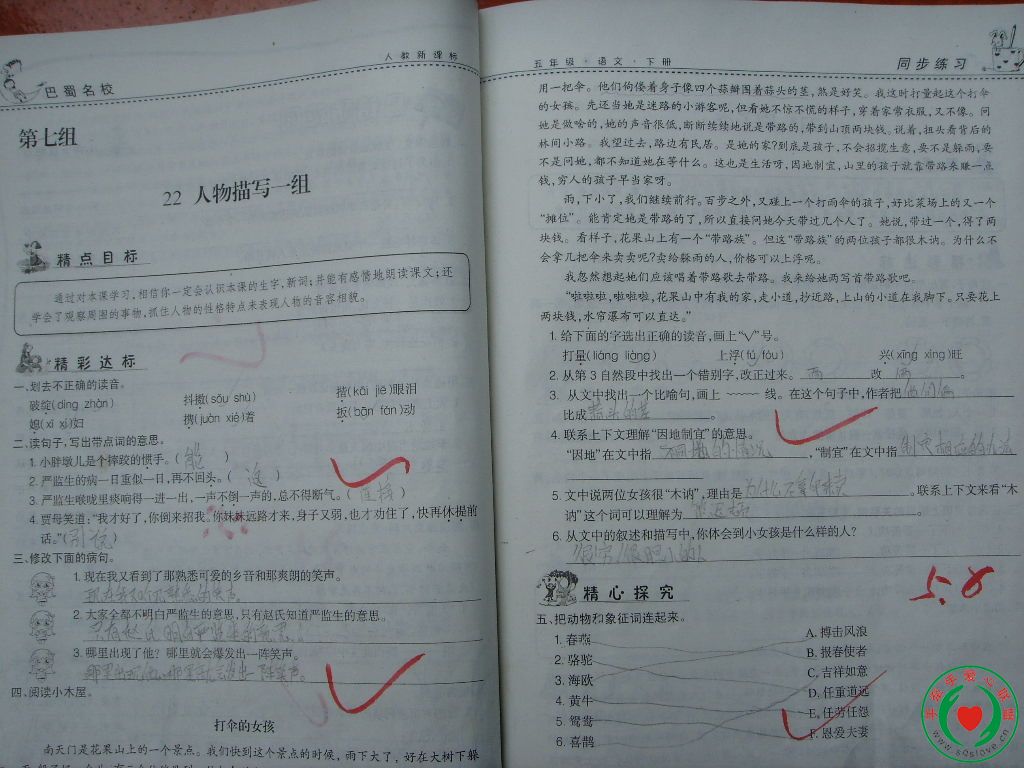 巴蜀名校
人教新课标
第七组
22 人物描写一组
精点目标
通过对本课学习,相信你一定会认识本课的生字,新词;并能有感情地朗读课文;还
学会了观察周围的事物,抓住人物的性格特点来表现人物的音容相貌。
精彩达标
一、划去不正确的读音。
破绽(dìng zhàn) 抖擞(sǒu shù) 揩(kāi jiē)眼泪
媳(xī xí)妇 携(juàn xié)着 扳(bān fǎn)动
二、读句子,写出带点词的意思。
1. 小胖墩儿是个摔跤的惯手。( 能 )
2. 严监生的病一日重似一日,再不回头。( )
3. 严监生喉咙里痰响得一进一出,一声不倒一声的,总不得断气。( )
4. 贾母笑道:“我才好了,你倒来招我。你妹妹远路才来,身子又弱,也才劝住了,快再休提前
话。”(别说)
三、修改下面的病句。
1. 现在我又看到了那熟悉可爱的乡音和那爽朗的笑声。
2. 大家全都不明白严监生的意思,只有赵氏知道严监生的意思。
3. 哪里出现了他?哪里就会爆发出一阵笑声。
四、阅读小木屋。
打伞的女孩
南天门是花果山上的一个景点。我们快到这个景点的时候,雨下大了,好在大树下躲
五年级·语文·下册
同步练习
用一把伞。他们佝偻着身子像四个蒜瓣围着蒜头的茎,煞是好笑。我这时打量起这个打伞
的女孩。先还当她是迷路的小游客呢,但看她不惊不慌的样子,穿着家常衣服,又不像。问
她是做啥的,她的声音很低,断断续续地说是带路的,带到山顶两块钱。说着,扭头看背后的
林间小路。我望过去,路边有民居。是她的家?到底是孩子,不会招揽生意,要不是躲雨,要
不是问她,都不知道她在等什么。这也是生活呀,因地制宜,山里的孩子就靠带路来赚一点
钱,穷人的孩子早当家呀。
雨,下小了,我们继续前行。百步之外,又碰上一个打雨伞的孩子,好比菜场上的又一个
“摊位”。能肯定她是带路的了,所以直接问她今天带过几个人了。她说,带过一个,得了两
块钱。看样子,花果山上有一个“带路族”。但这“带路族”的两位孩子都很木讷。为什么不
会拿几把伞来卖卖呢?卖给躲雨的人,价格可以上浮呢。
我忽然想起她们应该唱着带路歌去带路。我来给她两写首带路歌吧。
“啦啦啦,啦啦啦,花果山中有我的家,走小道,抄近路,上山的小道在我脚下。只要花上
两块钱,水帘瀑布可以直达。”
1. 给下面的字选出正确的读音,画上“√”号。
打量(liáng liàng) 上浮(fú fóu) 兴(xīng xìng)旺
2. 从第3自然段中找出一个错别字,改正过来。 两 改 俩 。
3. 从文中找出一个比喻句,画上﹏﹏线。在这个句子中,作者把
比成 。
4. 联系上下文理解“因地制宜”的意思。
“因地”在文中指 不同地的情况 ,“制宜”在文中指 制定相应的办法
5. 文中说两位女孩很“木讷”,理由是 。联系上下文来看“木
讷”这个词可以理解为 。
6. 从文中的叙述和描写中,你体会到小女孩是什么样的人?
精心探究
5.8
五、把动物和象征词连起来。
1. 春燕 A. 搏击风浪
2. 骆驼 B. 报春使者
3. 海欧 C. 吉祥如意
4. 黄牛 D. 任重道远
5. 鸳鸯 E. 任劳任怨
6. 喜鹊 F. 恩爱夫妻